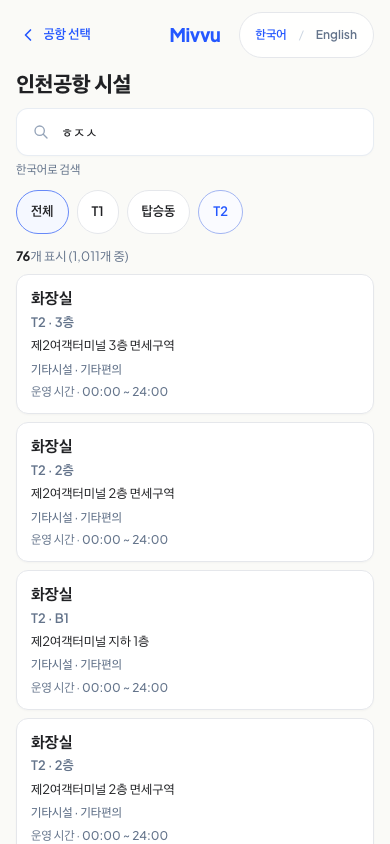 공항 선택
Mivvu
한국어 / English
인천공항 시설
ㅎㅈㅅ
한국어로 검색
전체
T1
탑승동
T2
76개 표시 (1,011개 중)
화장실
T2 · 3층
제2여객터미널 3층 면세구역
기타시설 · 기타편의
운영 시간 · 00:00 ~ 24:00
화장실
T2 · 2층
제2여객터미널 2층 면세구역
기타시설 · 기타편의
운영 시간 · 00:00 ~ 24:00
화장실
T2 · B1
제2여객터미널 지하 1층
기타시설 · 기타편의
운영 시간 · 00:00 ~ 24:00
화장실
T2 · 2층
제2여객터미널 2층 면세구역
기타시설 · 기타편의
운영 시간 · 00:00 ~ 24:00